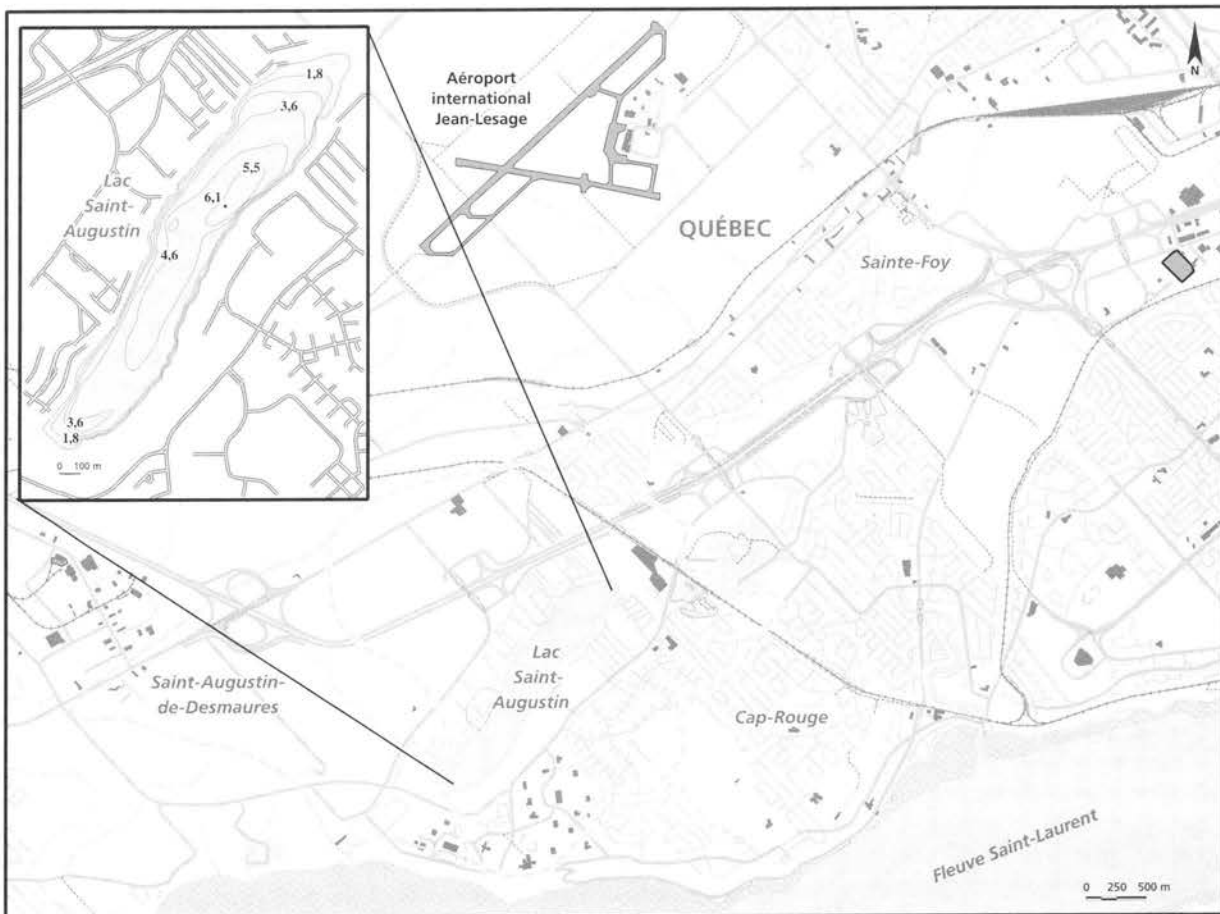 1,8
3,6
5,5
6,1
Lac
Saint-
Augustin
4,6
3,6
1,8
0 100 m
Aéroport
international
Jean-Lesage
N
QUÉBEC
Sainte-Foy
Saint-Augustin-
de-Desmaures
Lac
Saint-
Augustin
Cap-Rouge
Fleuve Saint-Laurent
0 250 500 m